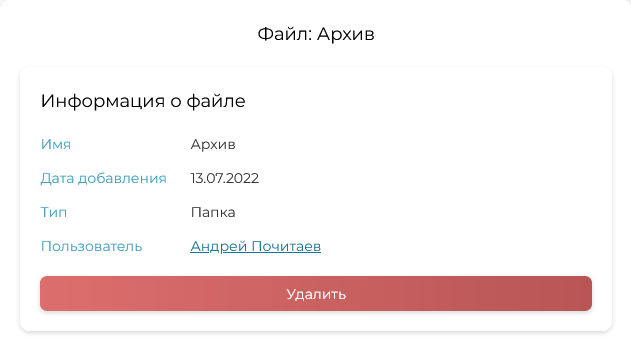 Файл: Архив
Информация о файле
Имя Архив
Дата добавления 13.07.2022
Тип Папка
Пользователь Андрей Почитаев
Удалить